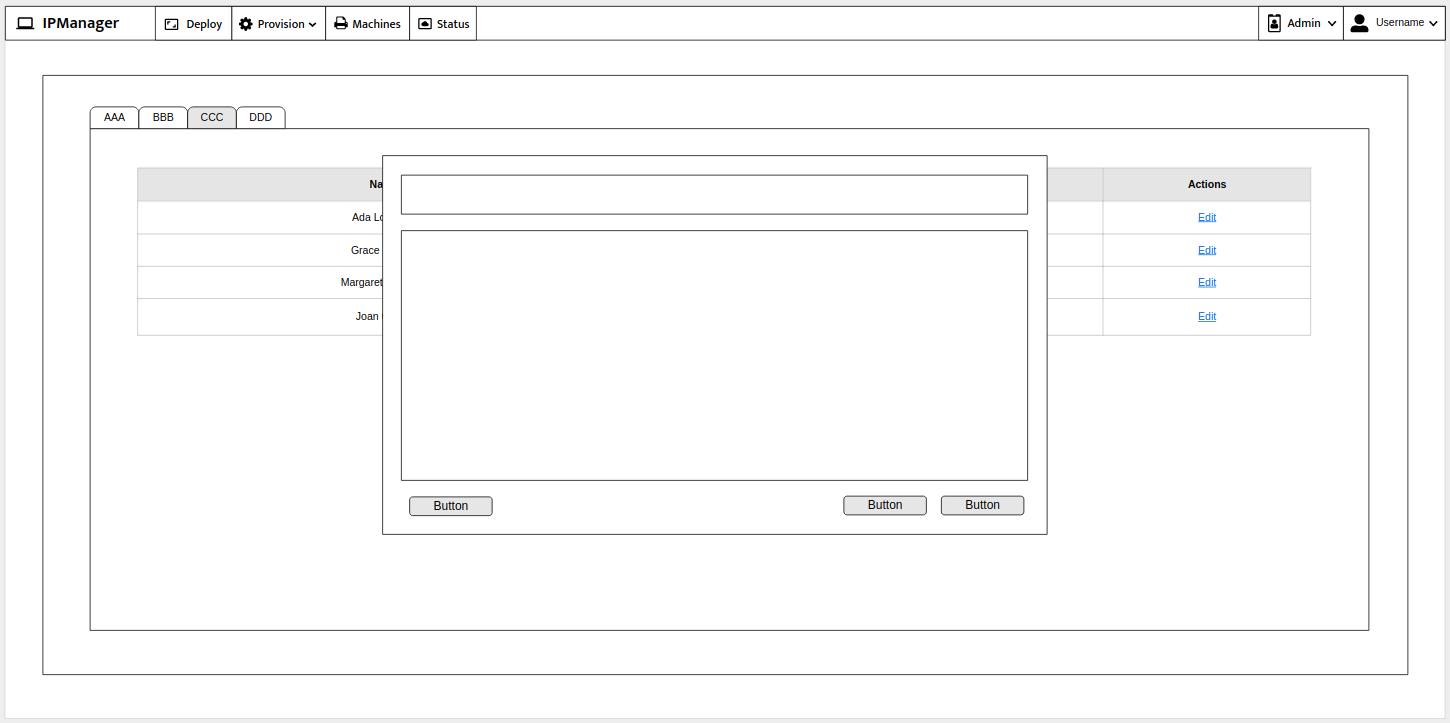 IPManager Deploy Provision Machines Status Admin Username
AAA BBB CCC DDD
Na Actions
Ada Lo Edit
Grace Edit
Margaret Edit
Joan Edit
Button Button Button